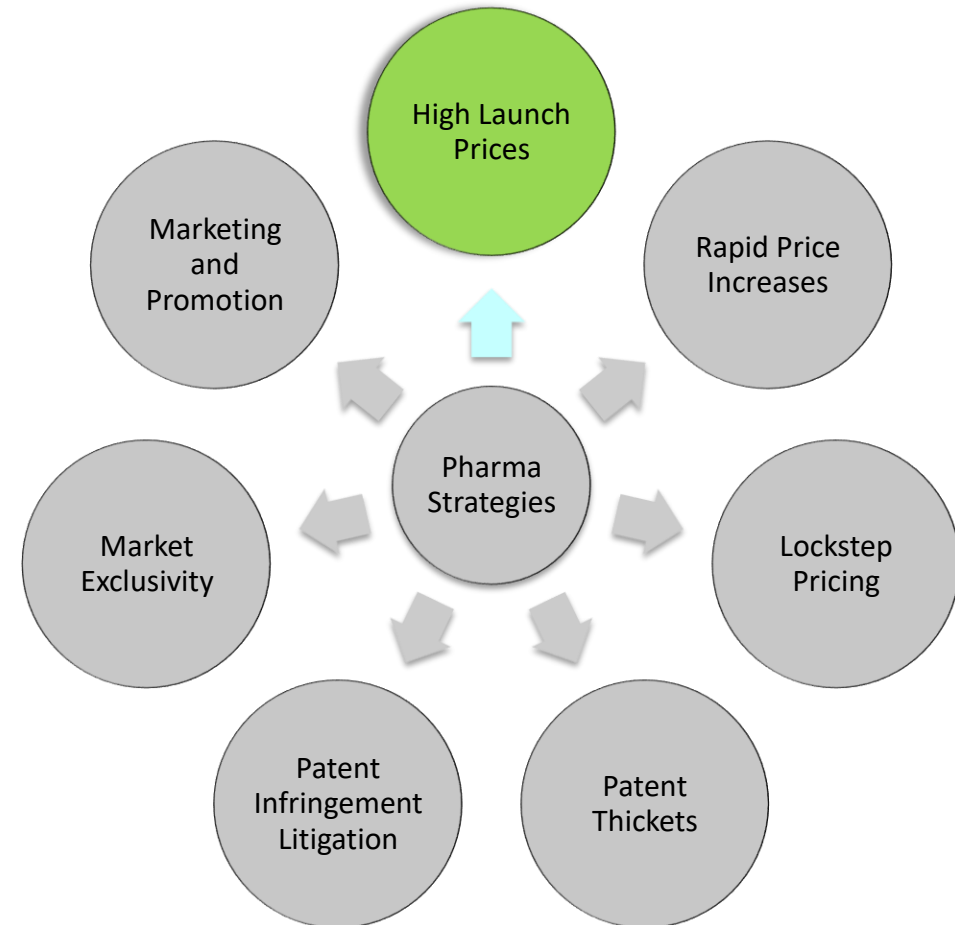 High Launch
Prices
Marketing
and
Promotion
Rapid Price
Increases
Pharma
Strategies
Market
Exclusivity
Lockstep
Pricing
Patent
Infringement
Litigation
Patent
Thickets